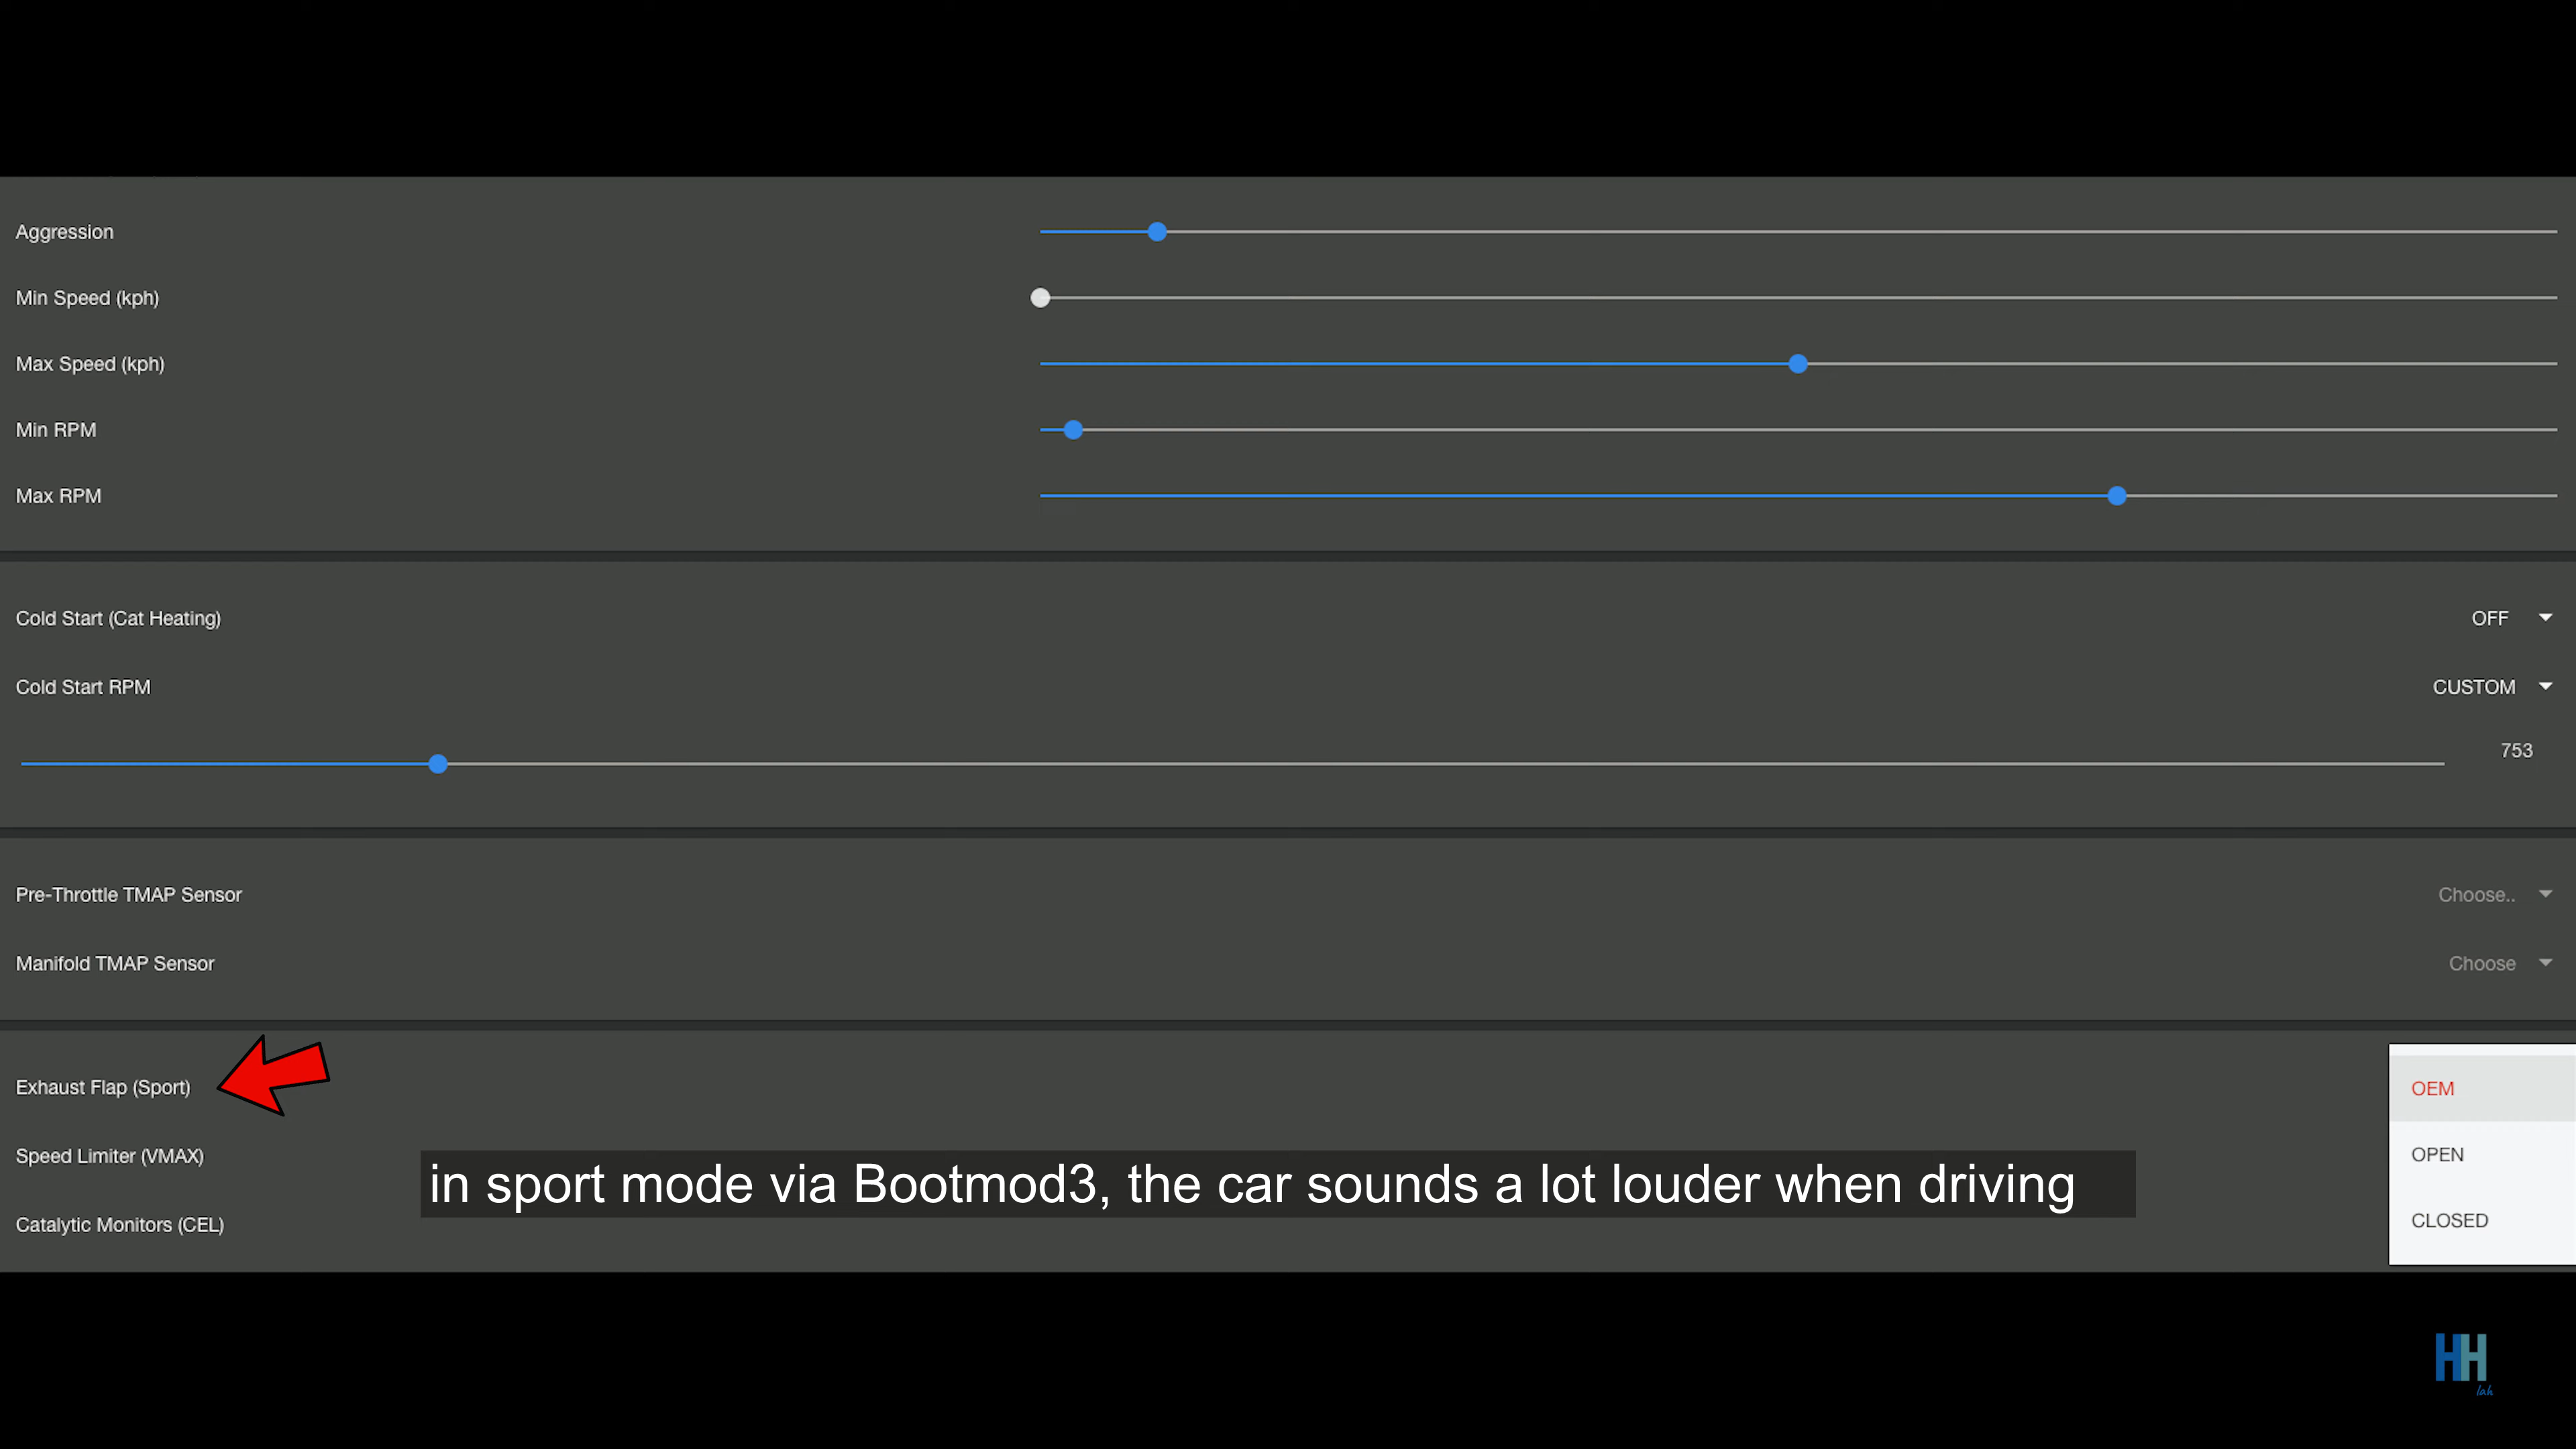 Aggression
Min Speed (kph)
Max Speed (kph)
Min RPM
Max RPM
Cold Start (Cat Heating) OFF
Cold Start RPM CUSTOM
753
Pre-Throttle TMAP Sensor Choose..
Manifold TMAP Sensor Choose
Exhaust Flap (Sport) OEM
Speed Limiter (VMAX) OPEN
in sport mode via Bootmod3, the car sounds a lot louder when driving
Catalytic Monitors (CEL) CLOSED
HH
lah